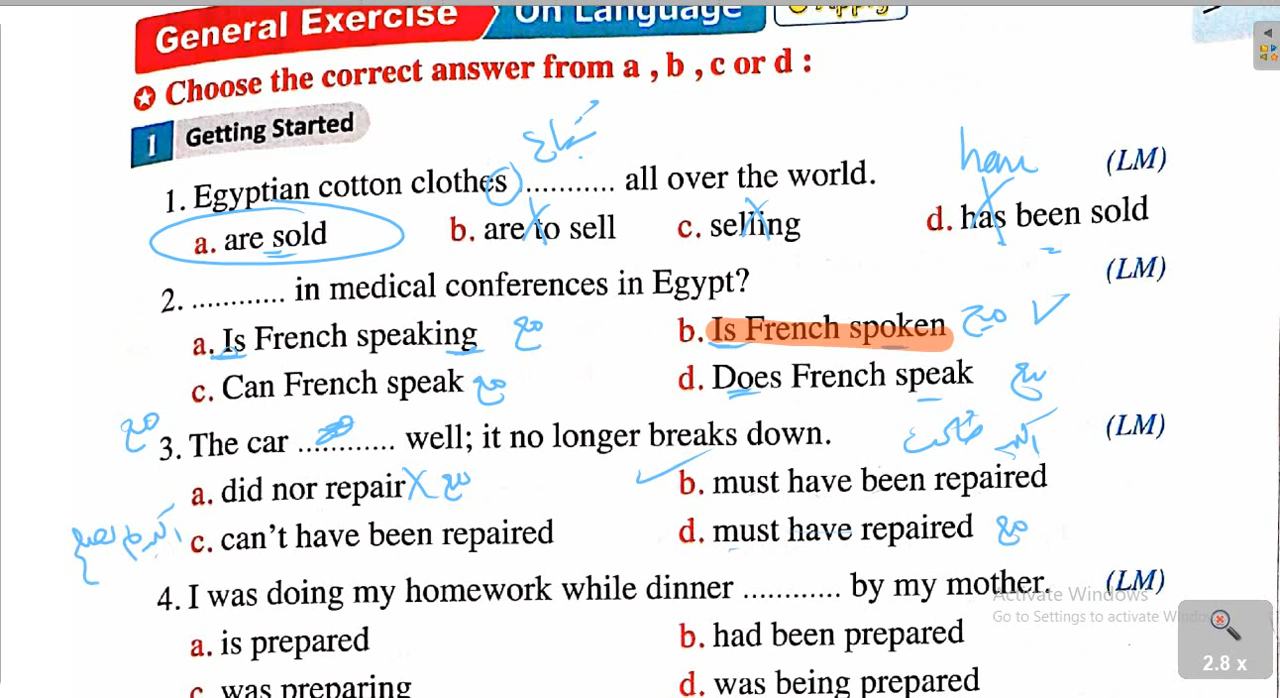 General Exercise On Language
Choose the correct answer from a , b , c or d :
1 Getting Started
تباع
1. Egyptian cotton clothes ............ all over the world. (LM)
have
a. are sold b. are to sell c. selling d. has been sold
2. ............ in medical conferences in Egypt? (LM)
a. Is French speaking b. Is French spoken
c. Can French speak d. Does French speak
3. The car ............ well; it no longer breaks down. (LM)
a. did nor repair b. must have been repaired
c. can't have been repaired d. must have repaired
4. I was doing my homework while dinner ............ by my mother. (LM)
Activate Windows
Go to Settings to activate Windo
a. is prepared b. had been prepared
c. was preparing d. was being prepared
2.8 x